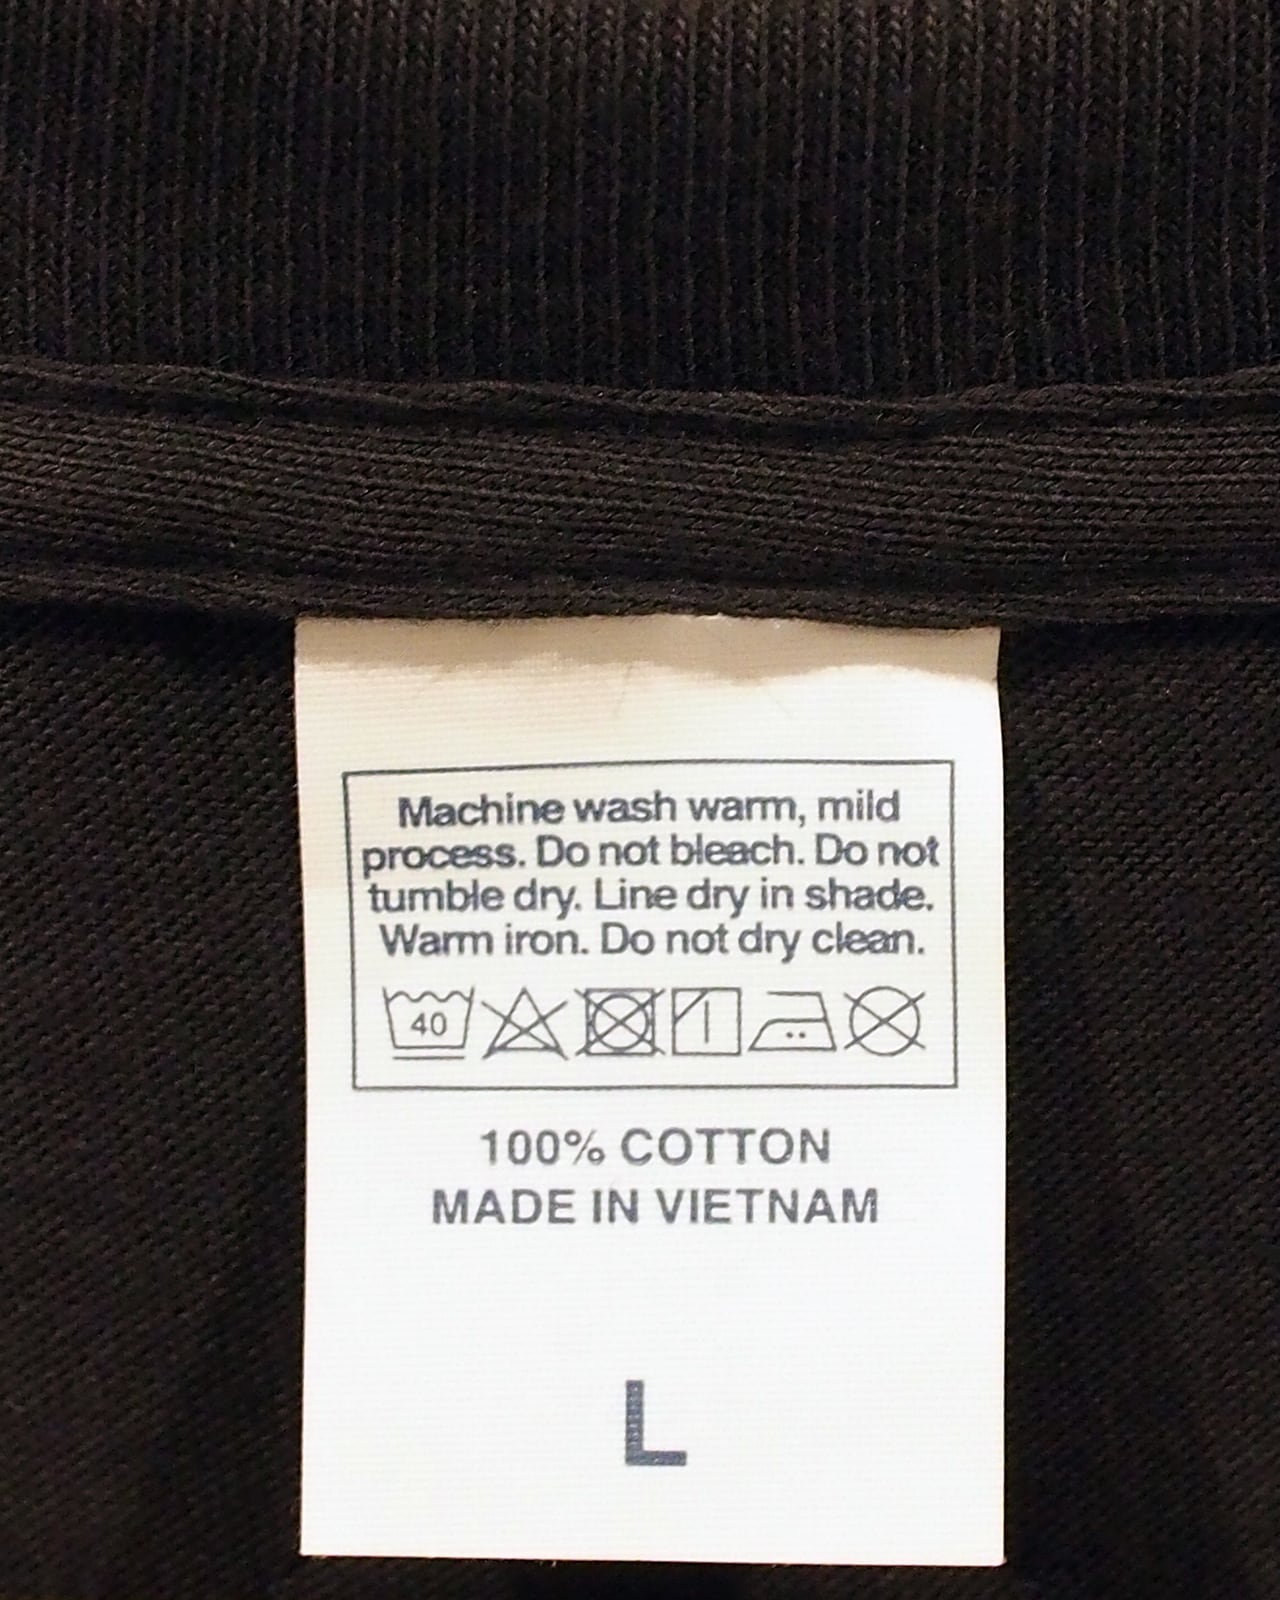 Machine wash warm, mild
process. Do not bleach. Do not
tumble dry. Line dry in shade.
Warm iron. Do not dry clean.
40
100% COTTON
MADE IN VIETNAM
L